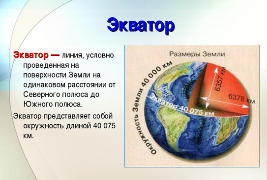 Экватор
Экватор — линия, условно
проведенная на
поверхности Земли на
одинаковом расстоянии от
Северного полюса до
Южного полюса.
Экватор представляет собой
окружность длиной 40 075
км.
Размеры Земли
Окружность Земли 40 000 км
Экватор 40 075 км
6357 км
6378 км